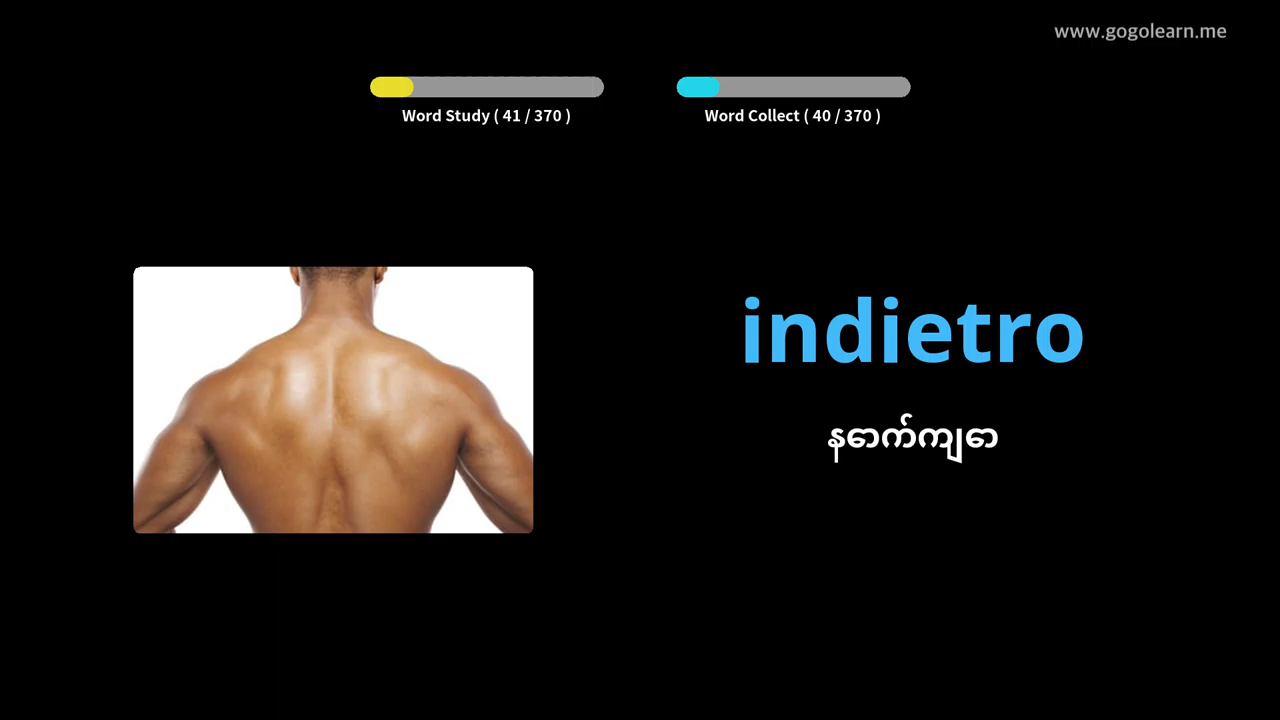 www.gogolearn.me
Word Study ( 41 / 370 )
Word Collect ( 40 / 370 )
indietro
နောက်ကျော